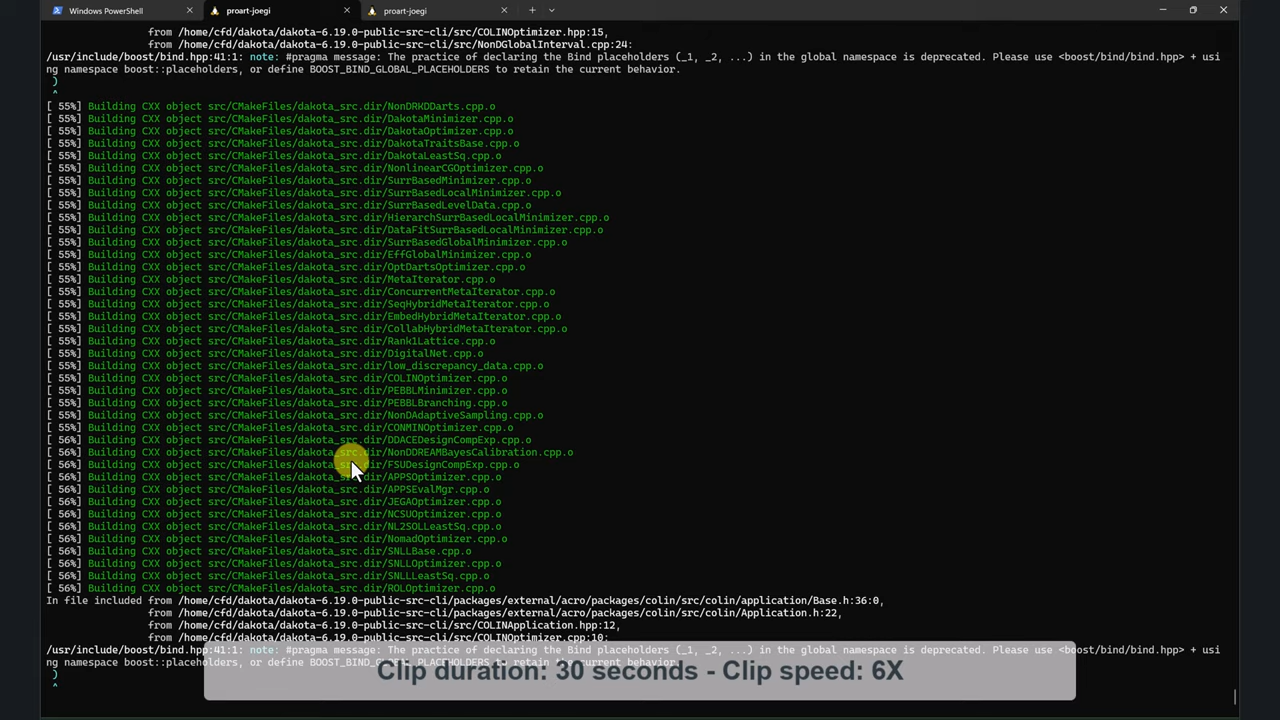 Windows PowerShell
proart-joegi
proart-joegi
from /home/cfd/dakota/dakota-6.19.0-public-src-cli/src/COLINOptimizer.hpp:15,
from /home/cfd/dakota/dakota-6.19.0-public-src-cli/src/NonDGlobalInterval.cpp:24:
/usr/include/boost/bind.hpp:41:1: note: #pragma message: The practice of declaring the Bind placeholders (_1, _2, ...) in the global namespace is deprecated. Please use <boost/bind/bind.hpp> + usi
ng namespace boost::placeholders, or define BOOST_BIND_GLOBAL_PLACEHOLDERS to retain the current behavior.
)
^
[ 55%] Building CXX object src/CMakeFiles/dakota_src.dir/NonDRKDDarts.cpp.o
[ 55%] Building CXX object src/CMakeFiles/dakota_src.dir/DakotaMinimizer.cpp.o
[ 55%] Building CXX object src/CMakeFiles/dakota_src.dir/DakotaOptimizer.cpp.o
[ 55%] Building CXX object src/CMakeFiles/dakota_src.dir/DakotaTraitsBase.cpp.o
[ 55%] Building CXX object src/CMakeFiles/dakota_src.dir/DakotaLeastSq.cpp.o
[ 55%] Building CXX object src/CMakeFiles/dakota_src.dir/NonlinearCGOptimizer.cpp.o
[ 55%] Building CXX object src/CMakeFiles/dakota_src.dir/SurrBasedMinimizer.cpp.o
[ 55%] Building CXX object src/CMakeFiles/dakota_src.dir/SurrBasedLocalMinimizer.cpp.o
[ 55%] Building CXX object src/CMakeFiles/dakota_src.dir/SurrBasedLevelData.cpp.o
[ 55%] Building CXX object src/CMakeFiles/dakota_src.dir/HierarchSurrBasedLocalMinimizer.cpp.o
[ 55%] Building CXX object src/CMakeFiles/dakota_src.dir/DataFitSurrBasedLocalMinimizer.cpp.o
[ 55%] Building CXX object src/CMakeFiles/dakota_src.dir/SurrBasedGlobalMinimizer.cpp.o
[ 55%] Building CXX object src/CMakeFiles/dakota_src.dir/EffGlobalMinimizer.cpp.o
[ 55%] Building CXX object src/CMakeFiles/dakota_src.dir/OptDartsOptimizer.cpp.o
[ 55%] Building CXX object src/CMakeFiles/dakota_src.dir/MetaIterator.cpp.o
[ 55%] Building CXX object src/CMakeFiles/dakota_src.dir/ConcurrentMetaIterator.cpp.o
[ 55%] Building CXX object src/CMakeFiles/dakota_src.dir/SeqHybridMetaIterator.cpp.o
[ 55%] Building CXX object src/CMakeFiles/dakota_src.dir/EmbedHybridMetaIterator.cpp.o
[ 55%] Building CXX object src/CMakeFiles/dakota_src.dir/CollabHybridMetaIterator.cpp.o
[ 55%] Building CXX object src/CMakeFiles/dakota_src.dir/Rank1Lattice.cpp.o
[ 55%] Building CXX object src/CMakeFiles/dakota_src.dir/DigitalNet.cpp.o
[ 55%] Building CXX object src/CMakeFiles/dakota_src.dir/low_discrepancy_data.cpp.o
[ 55%] Building CXX object src/CMakeFiles/dakota_src.dir/COLINOptimizer.cpp.o
[ 55%] Building CXX object src/CMakeFiles/dakota_src.dir/PEBBLMinimizer.cpp.o
[ 55%] Building CXX object src/CMakeFiles/dakota_src.dir/PEBBLBranching.cpp.o
[ 55%] Building CXX object src/CMakeFiles/dakota_src.dir/NonDAdaptiveSampling.cpp.o
[ 55%] Building CXX object src/CMakeFiles/dakota_src.dir/CONMINOptimizer.cpp.o
[ 56%] Building CXX object src/CMakeFiles/dakota_src.dir/DDACEDesignCompExp.cpp.o
[ 56%] Building CXX object src/CMakeFiles/dakota_src.dir/NonDDREAMBayesCalibration.cpp.o
[ 56%] Building CXX object src/CMakeFiles/dakota_src.dir/FSUDesignCompExp.cpp.o
[ 56%] Building CXX object src/CMakeFiles/dakota_src.dir/APPSOptimizer.cpp.o
[ 56%] Building CXX object src/CMakeFiles/dakota_src.dir/APPSEvalMgr.cpp.o
[ 56%] Building CXX object src/CMakeFiles/dakota_src.dir/JEGAOptimizer.cpp.o
[ 56%] Building CXX object src/CMakeFiles/dakota_src.dir/NCSUOptimizer.cpp.o
[ 56%] Building CXX object src/CMakeFiles/dakota_src.dir/NL2SOLLeastSq.cpp.o
[ 56%] Building CXX object src/CMakeFiles/dakota_src.dir/NomadOptimizer.cpp.o
[ 56%] Building CXX object src/CMakeFiles/dakota_src.dir/SNLLBase.cpp.o
[ 56%] Building CXX object src/CMakeFiles/dakota_src.dir/SNLLOptimizer.cpp.o
[ 56%] Building CXX object src/CMakeFiles/dakota_src.dir/SNLLLeastSq.cpp.o
[ 56%] Building CXX object src/CMakeFiles/dakota_src.dir/ROLOptimizer.cpp.o
In file included from /home/cfd/dakota/dakota-6.19.0-public-src-cli/packages/external/acro/packages/colin/src/colin/application/Base.h:36:0,
from /home/cfd/dakota/dakota-6.19.0-public-src-cli/packages/external/acro/packages/colin/src/colin/Application.h:22,
from /home/cfd/dakota/dakota-6.19.0-public-src-cli/src/COLINApplication.hpp:12,
from /home/cfd/dakota/dakota-6.19.0-public-src-cli/src/COLINOptimizer.cpp:10:
/usr/include/boost/bind.hpp:41:1: note: #pragma message: The practice of declaring the Bind placeholders (_1, _2, ...) in the global namespace is deprecated. Please use <boost/bind/bind.hpp> + usi
ng namespace boost::placeholders, or define BOOST_BIND_GLOBAL_PLACEHOLDERS to retain the current behavior.
)
^
Clip duration: 30 seconds - Clip speed: 6X